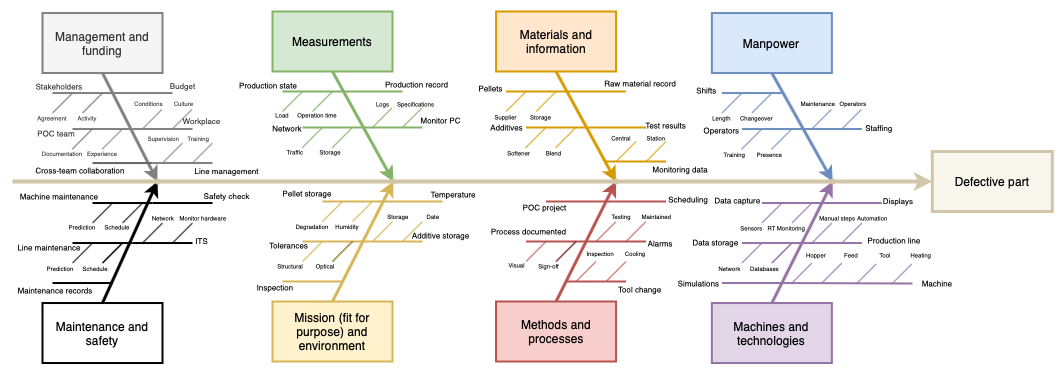 Management and
funding
Measurements
Materials and
information
Manpower
Stakeholders
Budget
Conditions
Culture
Agreement
Activity
Workplace
POC team
Supervision
Training
Documentation
Experience
Cross-team collaboration
Line management
Production state
Production record
Logs
Specifications
Load
Operation time
Monitor PC
Network
Traffic
Storage
Pellets
Raw material record
Supplier
Storage
Additives
Test results
Central
Station
Softener
Blend
Monitoring data
Shifts
Maintenance
Operators
Length
Changeover
Operators
Staffing
Training
Presence
Defective part
Machine maintenance
Safety check
Network
Monitor hardware
Prediction
Schedule
Line maintenance
ITS
Prediction
Schedule
Maintenance records
Pellet storage
Temperature
Storage
Date
Degradation
Humidity
Additive storage
Tolerances
Structural
Optical
Inspection
POC project
Scheduling
Testing
Maintained
Process documented
Alarms
Inspection
Cooling
Visual
Sign-off
Tool change
Data capture
Displays
Manual steps
Automation
Sensors
RT Monitoring
Data storage
Production line
Hopper
Feed
Tool
Heating
Network
Databases
Simulations
Machine
Maintenance and
safety
Mission (fit for
purpose) and
environment
Methods and
processes
Machines and
technologies